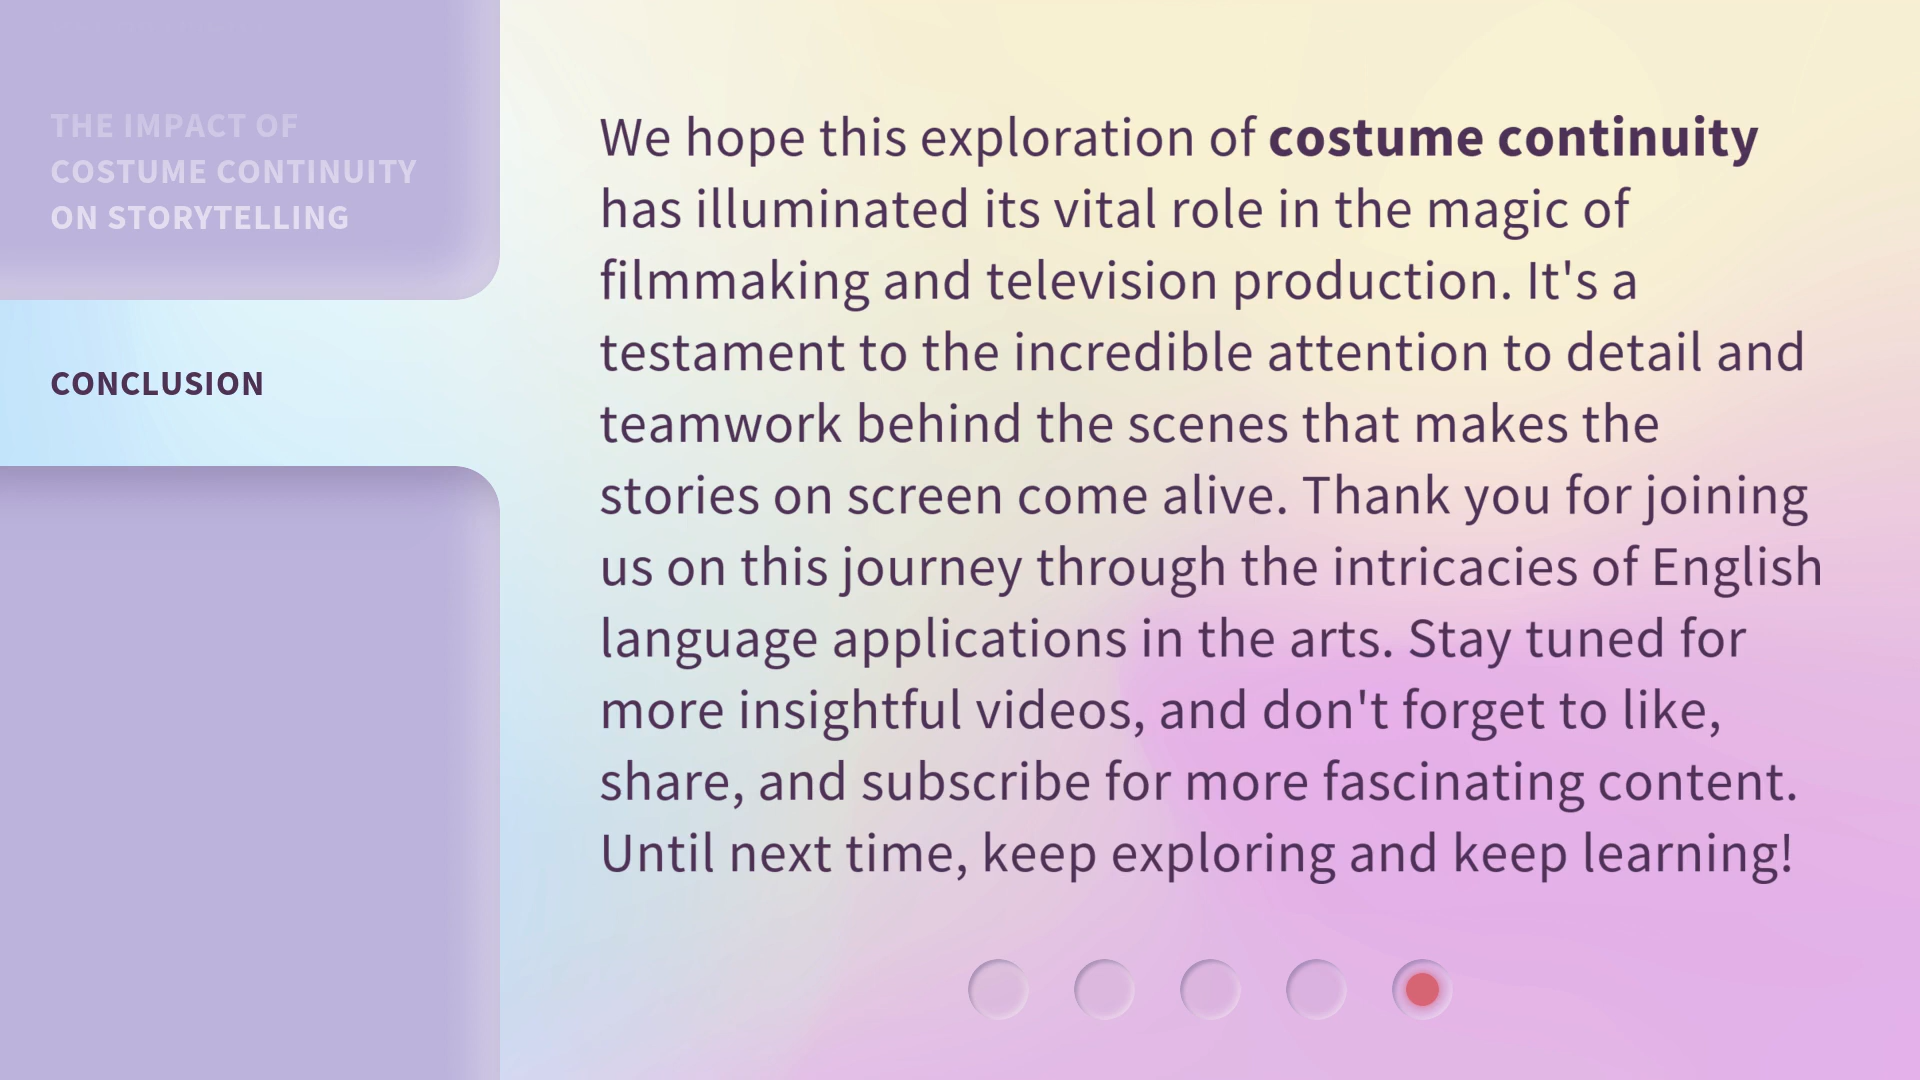 THE IMPACT OF
COSTUME CONTINUITY
ON STORYTELLING
CONCLUSION
We hope this exploration of costume continuity
has illuminated its vital role in the magic of
filmmaking and television production. It's a
testament to the incredible attention to detail and
teamwork behind the scenes that makes the
stories on screen come alive. Thank you for joining
us on this journey through the intricacies of English
language applications in the arts. Stay tuned for
more insightful videos, and don't forget to like,
share, and subscribe for more fascinating content.
Until next time, keep exploring and keep learning!